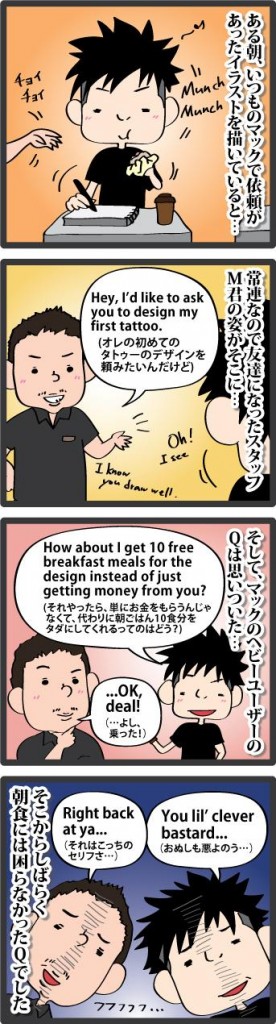 ある朝、いつものマックで依頼が
あったイラストを描いていると…
チョイ
チョイ
Munch
Munch
常連なので友達になったスタッフ
M君の姿がそこに…
Hey, I'd like to ask
you to design my
first tattoo.
(オレの初めての
タトゥーのデザインを
頼みたいんだけど)
Oh!
I see
I know
you draw well.
そして、マックのヘビーユーザーの
Qは思いついた…
How about I get 10 free
breakfast meals for the
design instead of just
getting money from you?
(それやったら、単にお金をもらうんじゃ
なくて、代わりに朝ごはん10食分を
タダにしてくれるってのはどう?)
...OK,
deal!
(…よし、
乗った!)
そこからしばらく
朝食には困らなかったQでした
You lil' clever
bastard...
(おぬしも悪よのう…)
Right back
at ya...
(それはこっちの
セリフさ…)
フフフフフ…